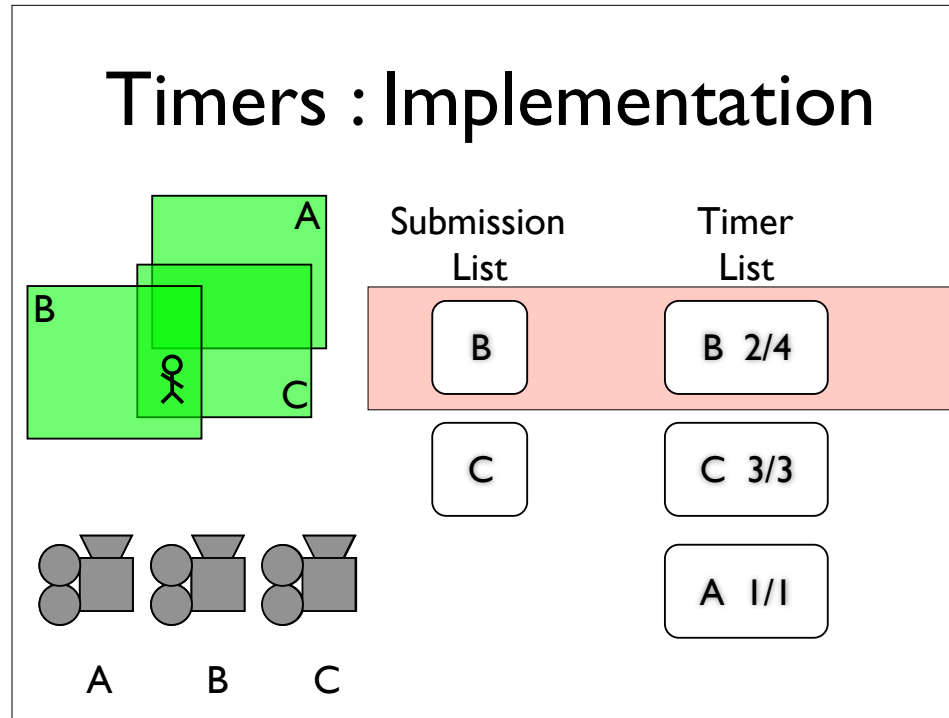 Timers : Implementation
A
B
C
Submission
List
Timer
List
B
B 2/4
C
C 3/3
A 1/1
A B C